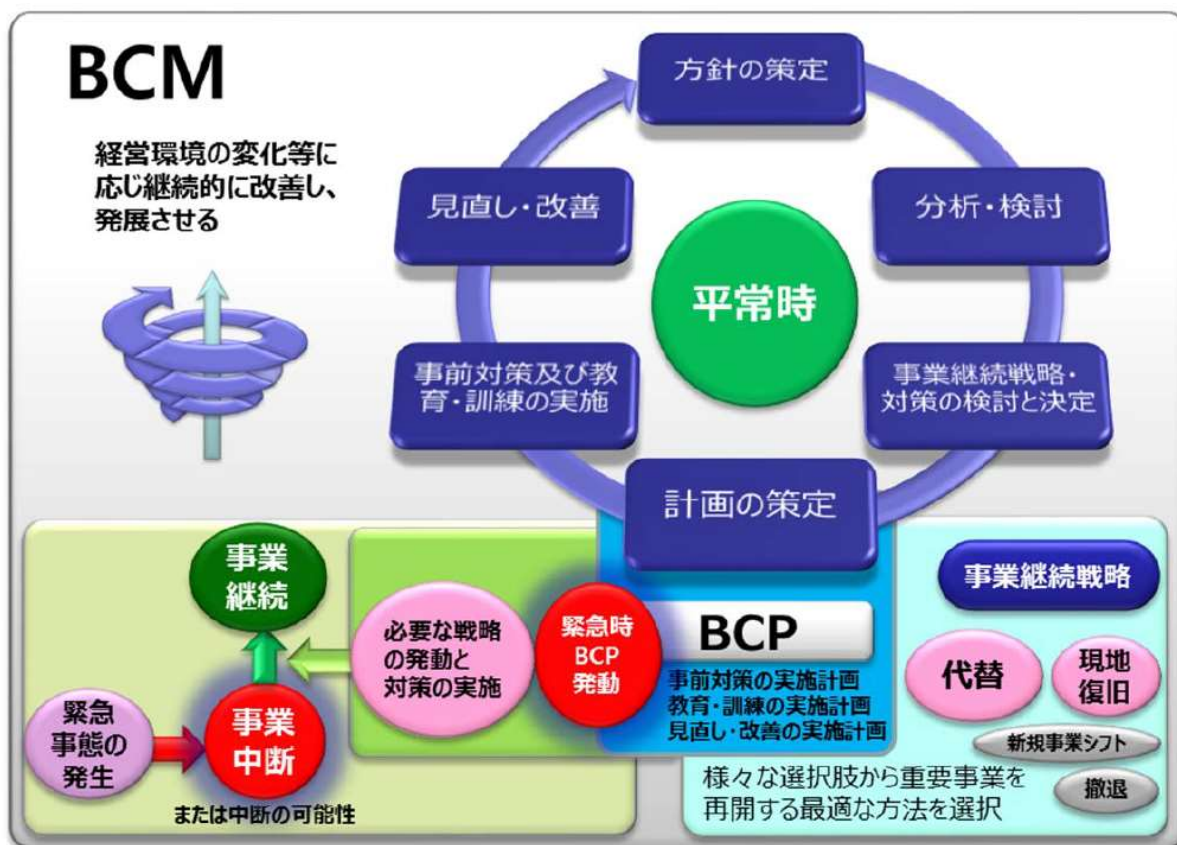 BCM
経営環境の変化等に
応じ継続的に改善し、
発展させる
方針の策定
分析・検討
事業継続戦略・
対策の検討と決定
計画の策定
事前対策及び教
育・訓練の実施
見直し・改善
平常時
事業
継続
緊急
事態の
発生
事業
中断
または中断の可能性
必要な戦略
の発動と
対策の実施
緊急時
BCP
発動
BCP
事前対策の実施計画
教育・訓練の実施計画
見直し・改善の実施計画
事業継続戦略
代替
現地
復旧
新規事業シフト
撤退
様々な選択肢から重要事業を
再開する最適な方法を選択